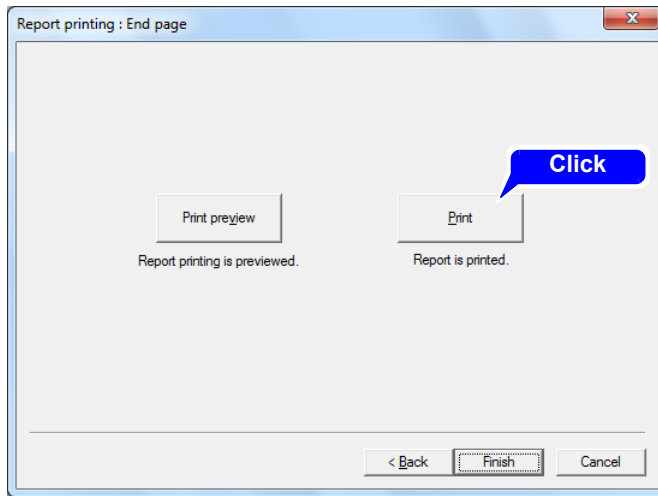 Report printing : End page
Click
Print preview
Print
Report printing is previewed.
Report is printed.
< Back
Finish
Cancel